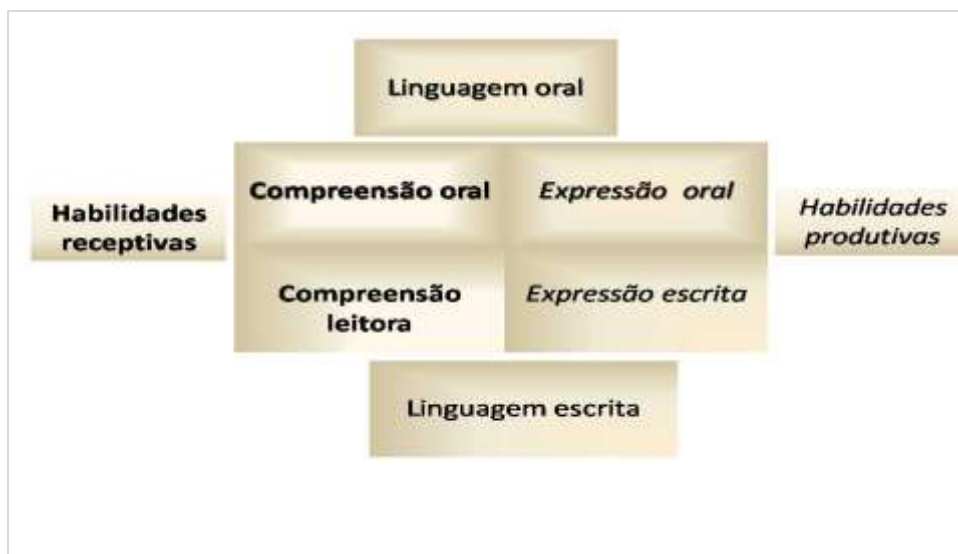 Linguagem oral
Compreensão oral
Expressão oral
Habilidades
receptivas
Habilidades
produtivas
Compreensão
leitora
Expressão escrita
Linguagem escrita